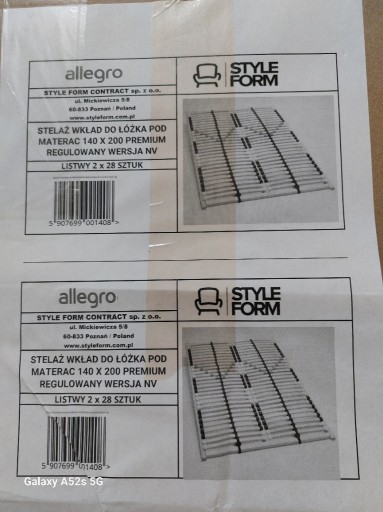 allegro
STYLE FORM
STYLE FORM CONTRACT sp. z o.o.
ul. Mickiewicza 5/8
60-833 Poznań / Poland
www.styleform.com.pl
STELAŻ WKŁAD DO ŁÓŻKA POD
MATERAC 140 X 200 PREMIUM
REGULOWANY WERSJA NV
LISTWY 2 x 28 SZTUK
5 907699 001408 >
allegro
STYLE FORM
STYLE FORM CONTRACT sp. z o.o.
ul. Mickiewicza 5/8
60-833 Poznań / Poland
www.styleform.com.pl
STELAŻ WKŁAD DO ŁÓŻKA POD
MATERAC 140 X 200 PREMIUM
REGULOWANY WERSJA NV
LISTWY 2 x 28 SZTUK
5 907699 001408 >
Galaxy A52s 5G